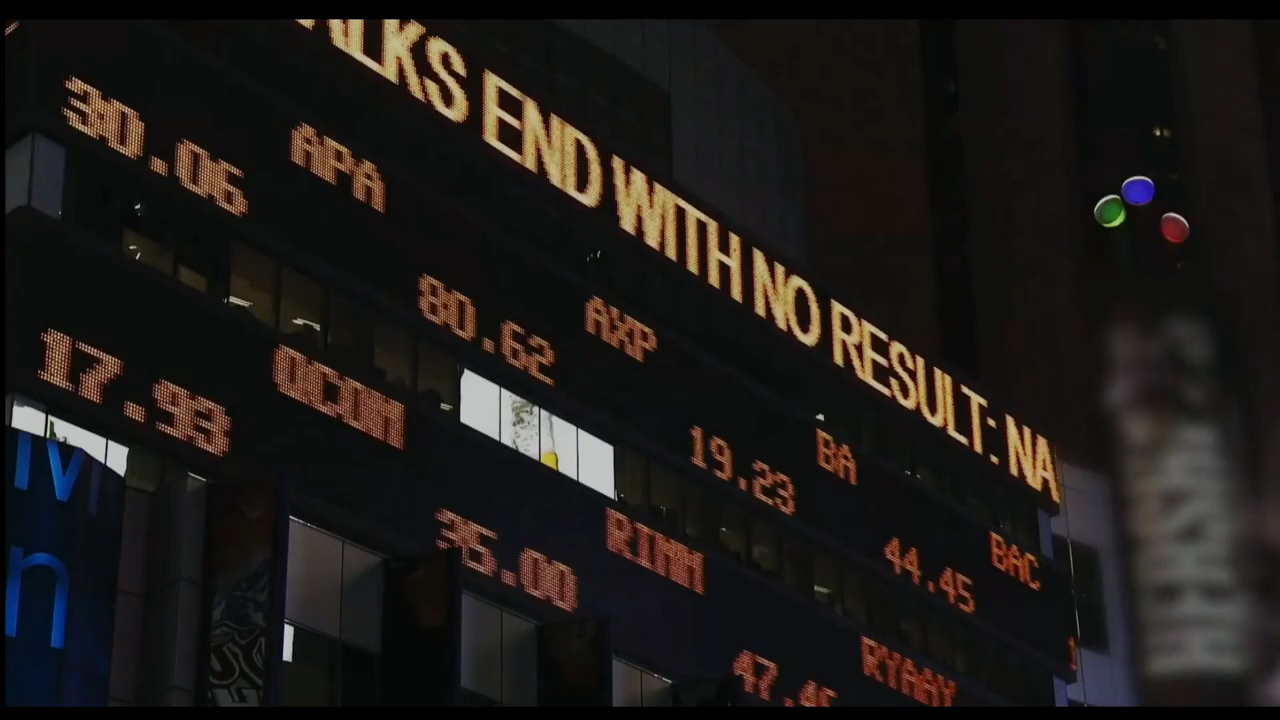 ALKS END WITH NO RESULT: NA
30.06 APA
80.62 AXP
19.23 BA
44.45 BAC
17.93 QCOM
35.00 RIMM
RYAAY